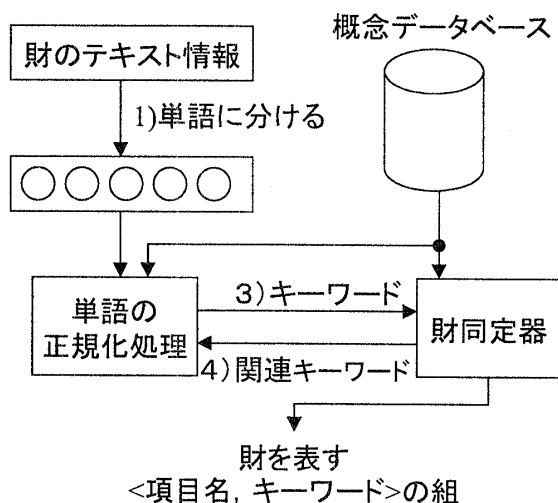 概念データベース
財のテキスト情報
1)単語に分ける
単語の
正規化処理
3)キーワード
4)関連キーワード
財同定器
財を表す
<項目名, キーワード>の組